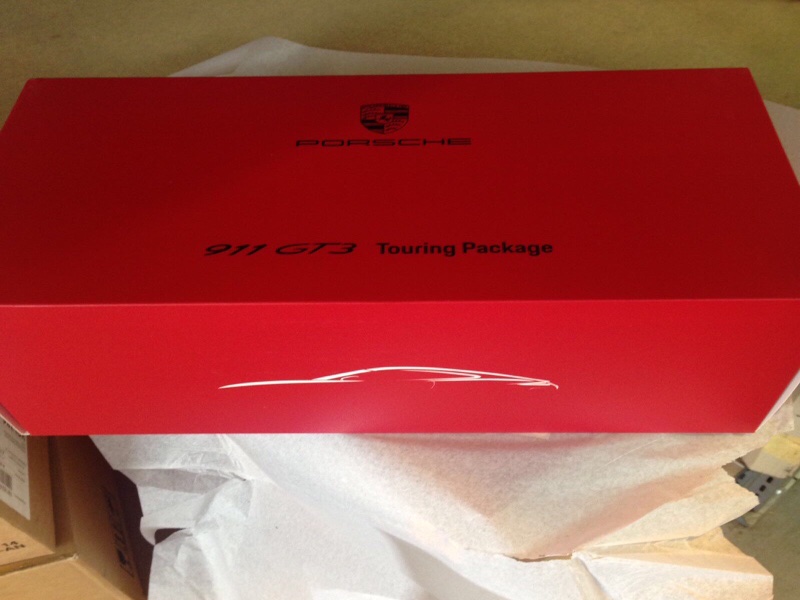 PORSCHE
911 GT3 Touring Package